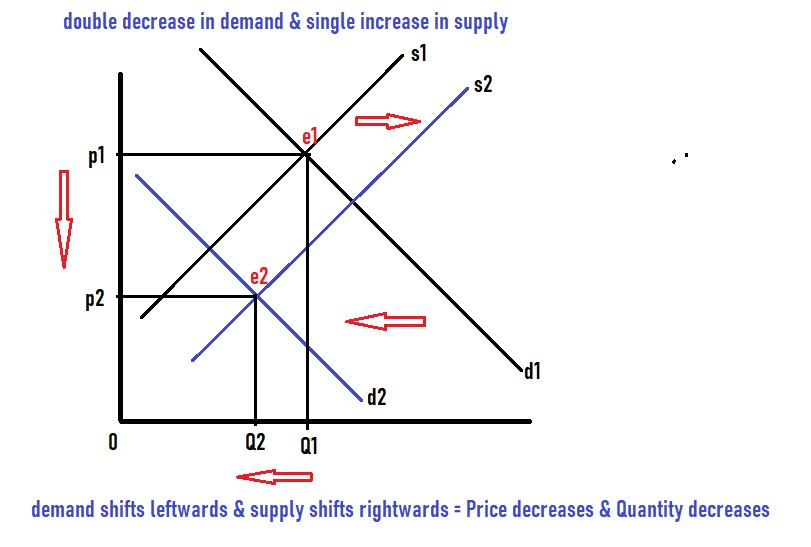 double decrease in demand & single increase in supply
s1
s2
e1
p1
e2
p2
d1
d2
0
Q2
Q1
demand shifts leftwards & supply shifts rightwards = Price decreases & Quantity decreases